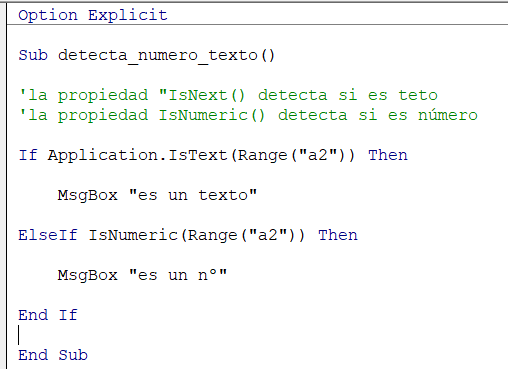 Option Explicit
Sub detecta_numero_texto()
'la propiedad "IsNext() detecta si es teto
'la propiedad IsNumeric() detecta si es número
If Application.IsText(Range("a2")) Then
MsgBox "es un texto"
ElseIf IsNumeric(Range("a2")) Then
MsgBox "es un n°"
End If
End Sub